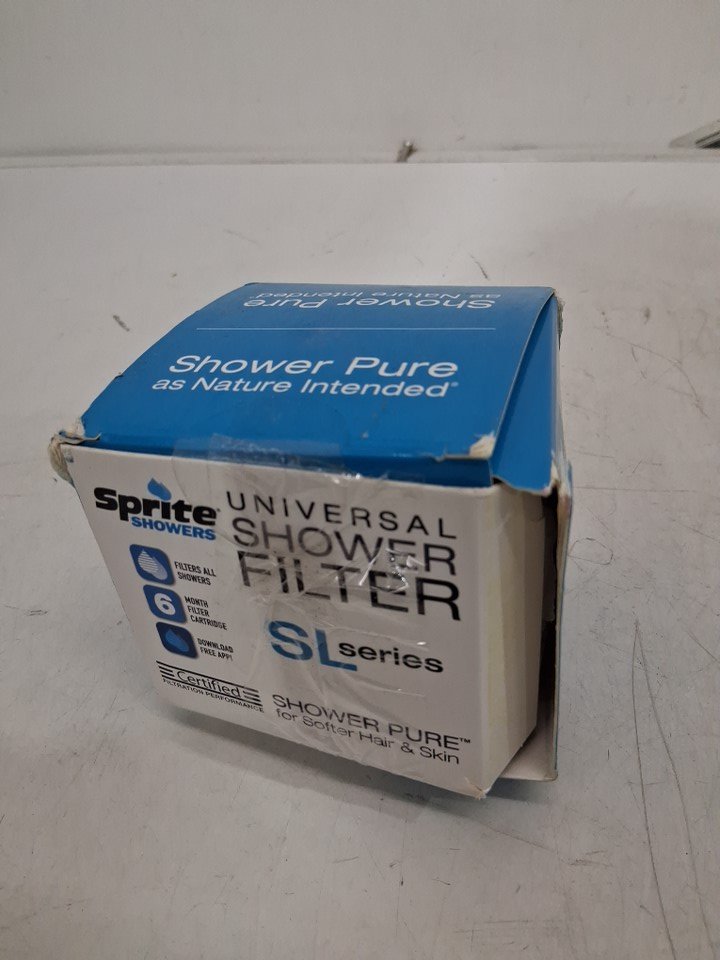 as Nature Intended
Shower Pure
Shower Pure
as Nature Intended®
Sprite®
SHOWERS
UNIVERSAL
SHOWER
FILTER
FILTERS ALL
SHOWERS
6
MONTH
FILTER
CARTRIDGE
DOWNLOAD
FREE APP!
SL series
Certified
FILTRATION PERFORMANCE
SHOWER PURE™
for Softer Hair & Skin